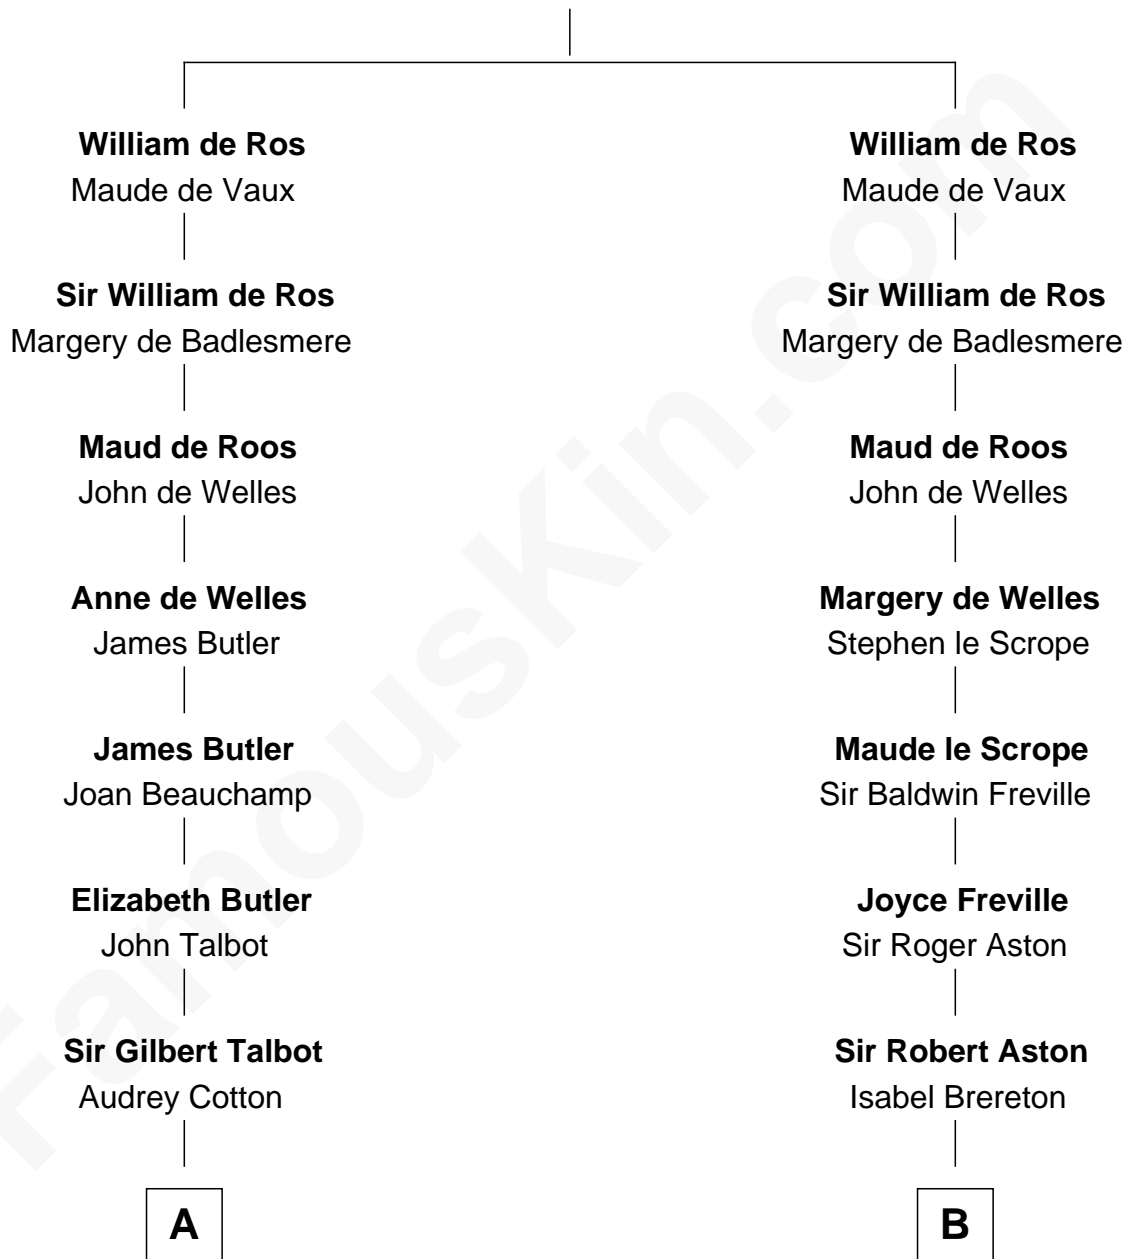 William de Ros
Maude de Vaux
Sir William de Ros
Margery de Badlesmere
Maud de Roos
John de Welles
Anne de Welles
James Butler
James Butler
Joan Beauchamp
Elizabeth Butler
John Talbot
Sir Gilbert Talbot
Audrey Cotton
A
William de Ros
Maude de Vaux
Sir William de Ros
Margery de Badlesmere
Maud de Roos
John de Welles
Margery de Welles
Stephen le Scrope
Maude le Scrope
Sir Baldwin Freville
Joyce Freville
Sir Roger Aston
Sir Robert Aston
Isabel Brereton
B
FamousKin.com